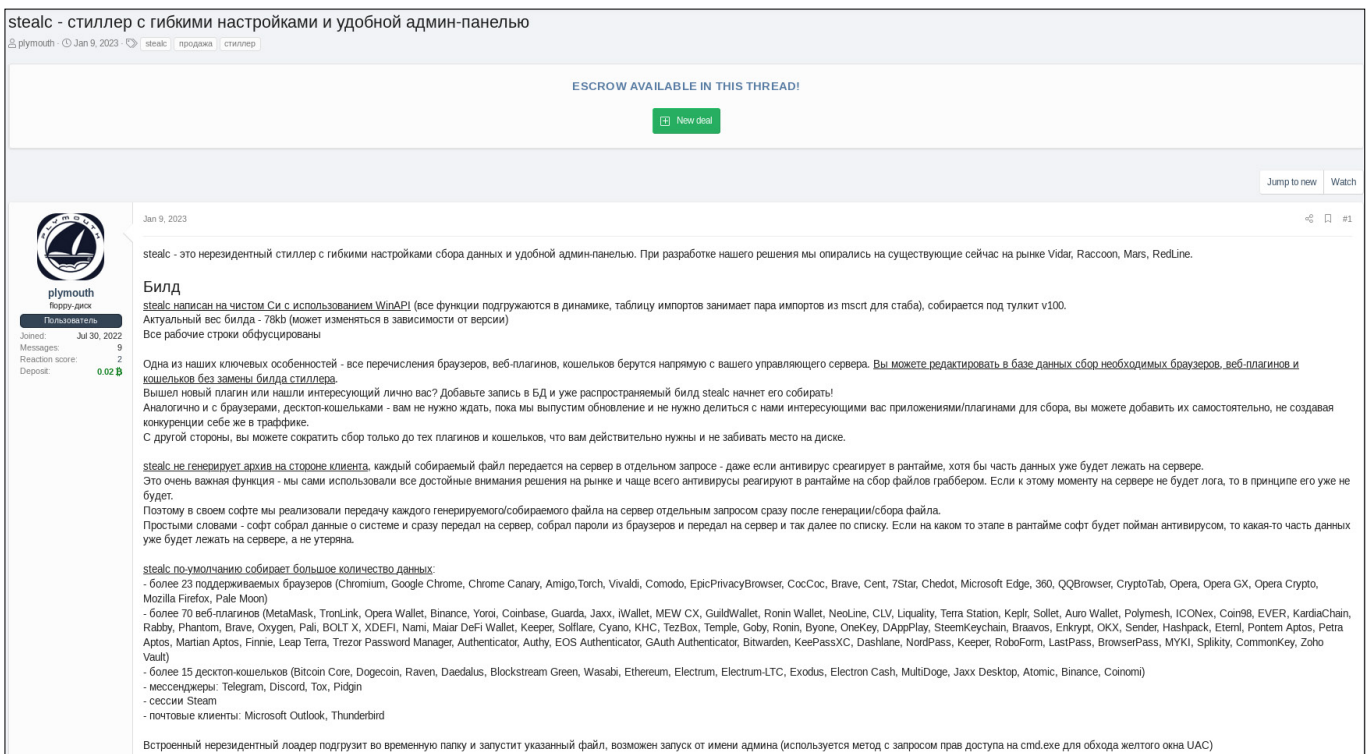 stealc - стиллер с гибкими настройками и удобной админ-панелью
plymouth · Jan 9, 2023 · stealc продажа стиллер
ESCROW AVAILABLE IN THIS THREAD!
New deal
Jump to new Watch
PLYMOUTH
plymouth
floppy-диск
Пользователь
Joined: Jul 30, 2022
Messages: 9
Reaction score: 2
Deposit: 0.02 ₿
Jan 9, 2023 #1
stealc - это нерезидентный стиллер с гибкими настройками сбора данных и удобной админ-панелью. При разработке нашего решения мы опирались на существующие сейчас на рынке Vidar, Raccoon, Mars, RedLine.
Билд
stealc написан на чистом Си с использованием WinAPI (все функции подгружаются в динамике, таблицу импортов занимает пара импортов из mscrt для стаба), собирается под тулкит v100.
Актуальный вес билда - 78kb (может изменяться в зависимости от версии)
Все рабочие строки обфусцированы
Одна из наших ключевых особенностей - все перечисления браузеров, веб-плагинов, кошельков берутся напрямую с вашего управляющего сервера. Вы можете редактировать в базе данных сбор необходимых браузеров, веб-плагинов и
кошельков без замены билда стиллера.
Вышел новый плагин или нашли интересующий лично вас? Добавьте запись в БД и уже распространяемый билд stealc начнет его собирать!
Аналогично и с браузерами, десктоп-кошельками - вам не нужно ждать, пока мы выпустим обновление и не нужно делиться с нами интересующими вас приложениями/плагинами для сбора, вы можете добавить их самостоятельно, не создавая
конкуренции себе же в траффике.
С другой стороны, вы можете сократить сбор только до тех плагинов и кошельков, что вам действительно нужны и не забивать место на диске.
stealc не генерирует архив на стороне клиента, каждый собираемый файл передается на сервер в отдельном запросе - даже если антивирус среагирует в рантайме, хотя бы часть данных уже будет лежать на сервере.
Это очень важная функция - мы сами использовали все достойные внимания решения на рынке и чаще всего антивирусы реагируют в рантайме на сбор файлов граббером. Если к этому моменту на сервере не будет лога, то в принципе его уже не
будет.
Поэтому в своем софте мы реализовали передачу каждого генерируемого/собираемого файла на сервер отдельным запросом сразу после генерации/сбора файла.
Простыми словами - софт собрал данные о системе и сразу передал на сервер, собрал пароли из браузеров и передал на сервер и так далее по списку. Если на каком то этапе в рантайме софт будет пойман антивирусом, то какая-то часть данных
уже будет лежать на сервере, а не утеряна.
stealc по-умолчанию собирает большое количество данных:
- более 23 поддерживаемых браузеров (Chromium, Google Chrome, Chrome Canary, Amigo,Torch, Vivaldi, Comodo, EpicPrivacyBrowser, CocCoc, Brave, Cent, 7Star, Chedot, Microsoft Edge, 360, QQBrowser, CryptoTab, Opera, Opera GX, Opera Crypto,
Mozilla Firefox, Pale Moon)
- более 70 веб-плагинов (MetaMask, TronLink, Opera Wallet, Binance, Yoroi, Coinbase, Guarda, Jaxx, iWallet, MEW CX, GuildWallet, Ronin Wallet, NeoLine, CLV, Liquality, Terra Station, Keplr, Sollet, Auro Wallet, Polymesh, ICONex, Coin98, EVER, KardiaChain,
Rabby, Phantom, Brave, Oxygen, Pali, BOLT X, XDEFI, Nami, Maiar DeFi Wallet, Keeper, Solflare, Cyano, KHC, TezBox, Temple, Goby, Ronin, Byone, OneKey, DAppPlay, SteemKeychain, Braavos, Enkrypt, OKX, Sender, Hashpack, Eternl, Pontem Aptos, Petra
Aptos, Martian Aptos, Finnie, Leap Terra, Trezor Password Manager, Authenticator, Authy, EOS Authenticator, GAuth Authenticator, Bitwarden, KeePassXC, Dashlane, NordPass, Keeper, RoboForm, LastPass, BrowserPass, MYKI, Splikity, CommonKey, Zoho
Vault)
- более 15 десктоп-кошельков (Bitcoin Core, Dogecoin, Raven, Daedalus, Blockstream Green, Wasabi, Ethereum, Electrum, Electrum-LTC, Exodus, Electron Cash, MultiDoge, Jaxx Desktop, Atomic, Binance, Coinomi)
- мессенджеры: Telegram, Discord, Tox, Pidgin
- сессии Steam
- почтовые клиенты: Microsoft Outlook, Thunderbird
Встроенный нерезидентный лоадер подгрузит во временную папку и запустит указанный файл, возможен запуск от имени админа (используется метод с запросом прав доступа на cmd.exe для обхода желтого окна UAC)